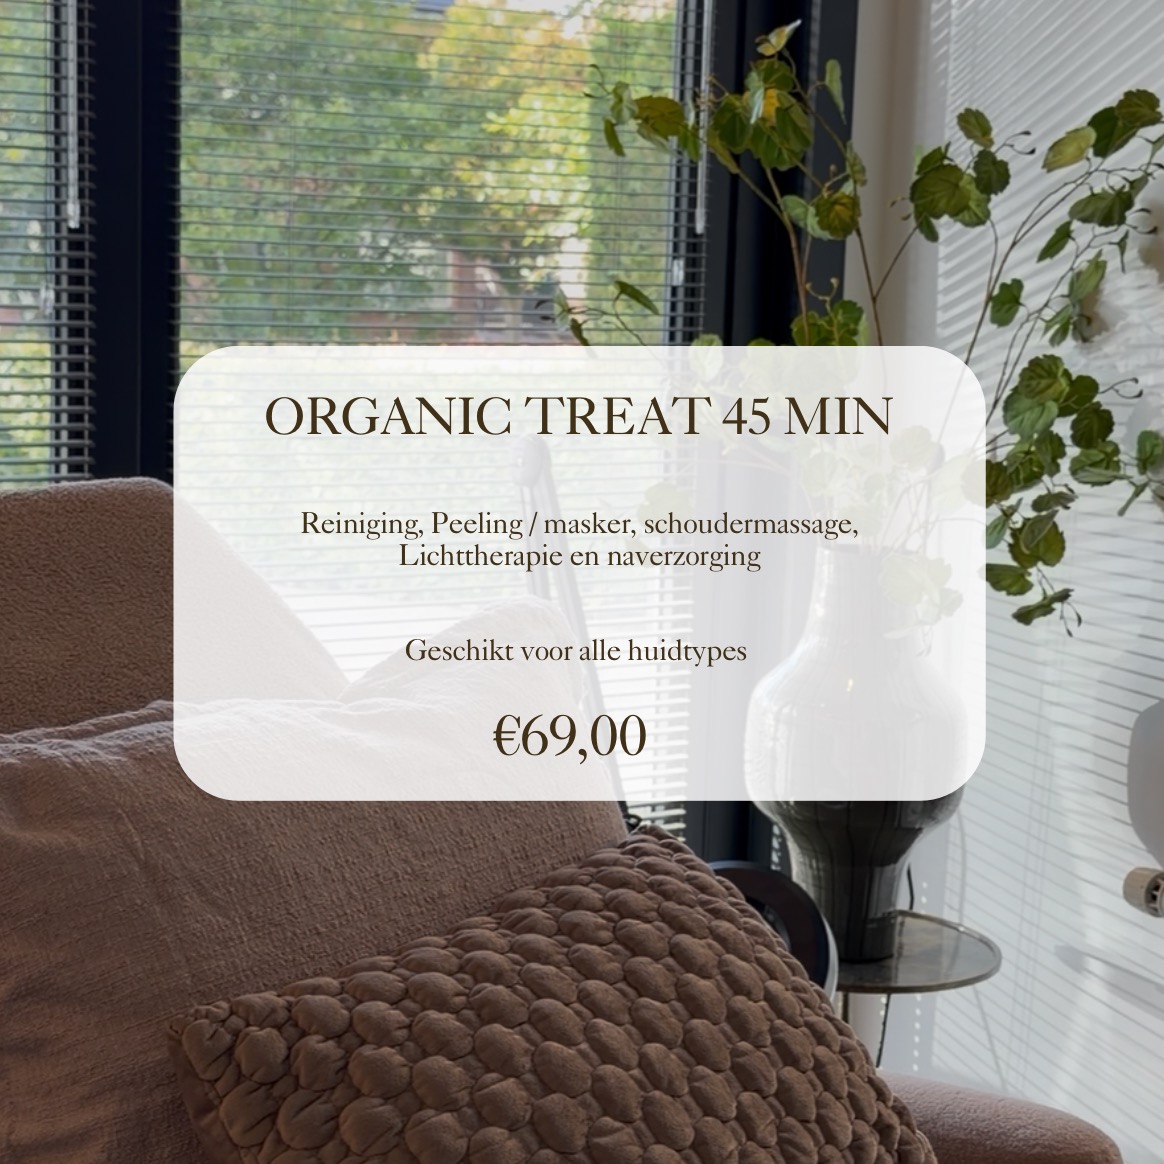 ORGANIC TREAT 45 MIN
Reiniging, Peeling / masker, schoudermassage,
Lichttherapie en naverzorging
Geschikt voor alle huidtypes
€69,00